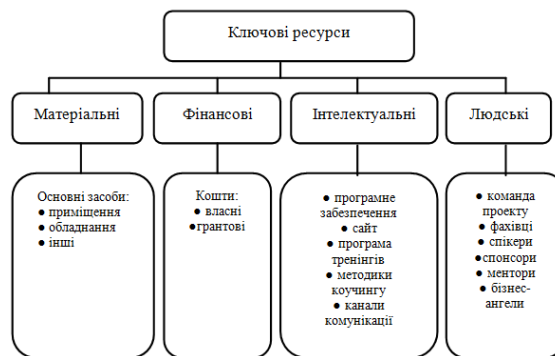 Ключові ресурси
Матеріальні
Фінансові
Інтелектуальні
Людські
Основні засоби:
● приміщення
● обладнання
● інші
Кошти:
● власні
●грантові
● програмне
забезпечення
● сайт
● програма
тренінгів
● методики
коучингу
● канали
комунікації
● команда
проекту
● фахівці
● спікери
●спонсори
● ментори
● бізнес-
ангели